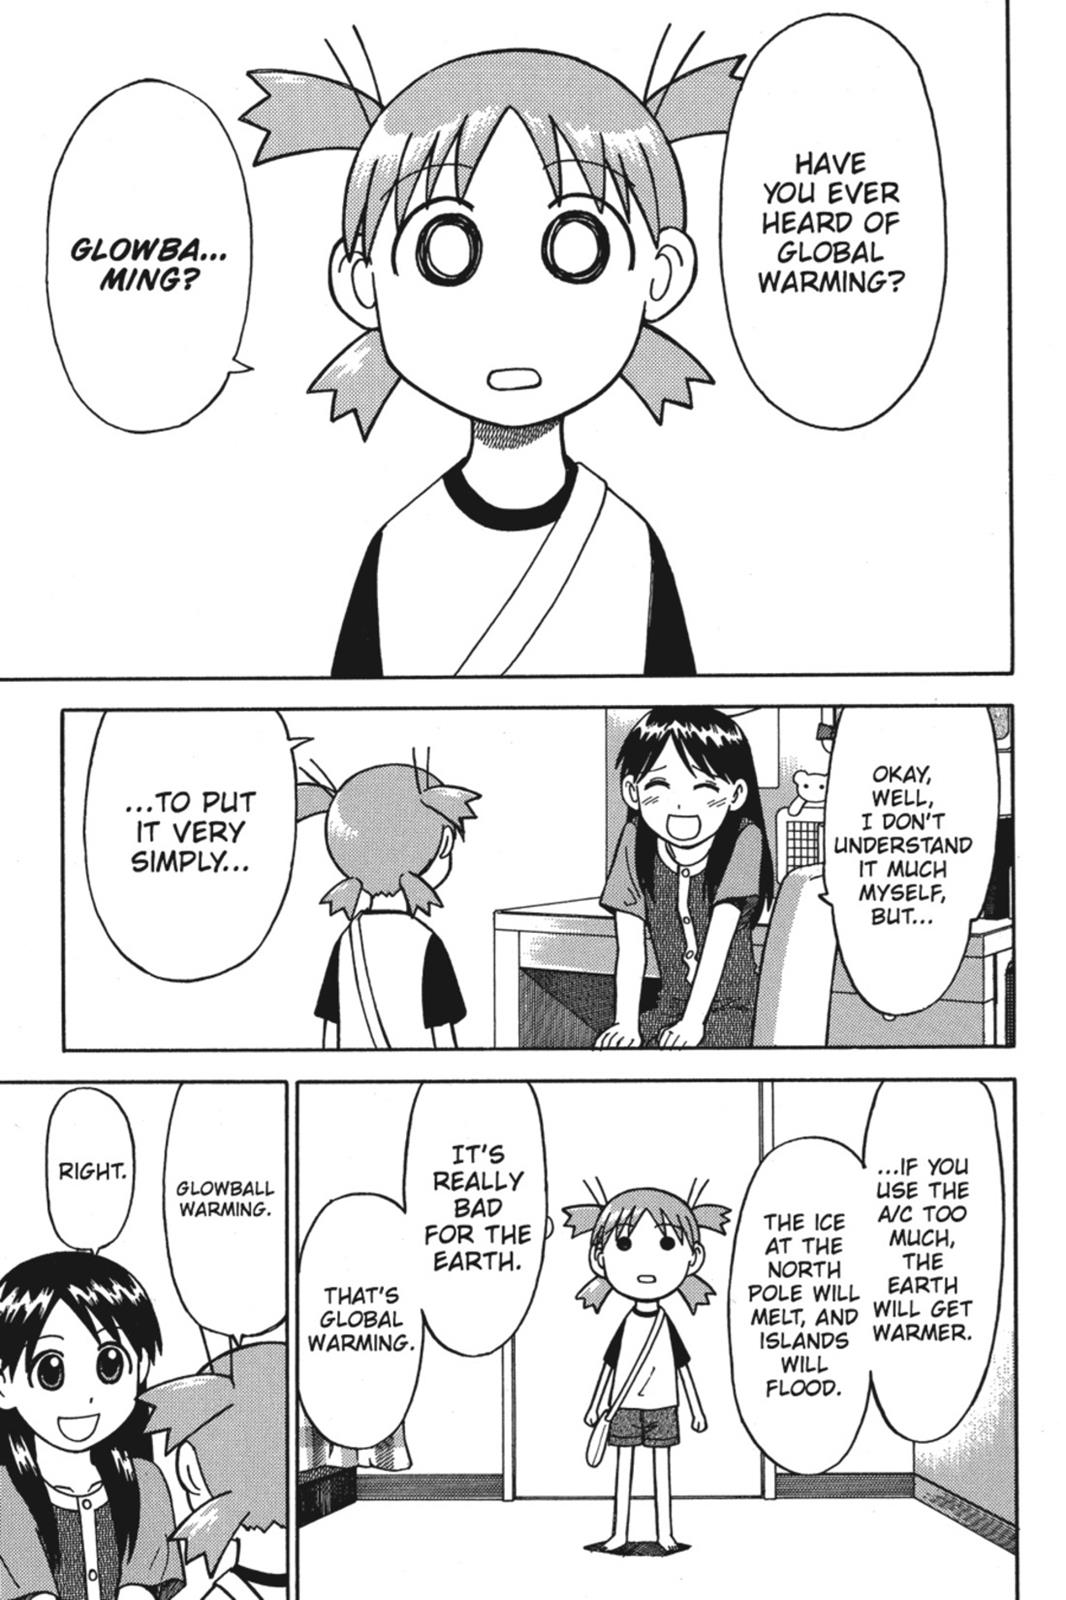 HAVE
YOU EVER
HEARD OF
GLOBAL
WARMING?
GLOWBA...
MING?
OKAY,
WELL,
I DON'T
UNDERSTAND
IT MUCH
MYSELF,
BUT...
...TO PUT
IT VERY
SIMPLY...
...IF YOU
USE THE
A/C TOO
MUCH,
THE
EARTH
WILL GET
WARMER.
THE ICE
AT THE
NORTH
POLE WILL
MELT, AND
ISLANDS
WILL
FLOOD.
IT'S
REALLY
BAD
FOR THE
EARTH.
THAT'S
GLOBAL
WARMING.
GLOWBALL
WARMING.
RIGHT.